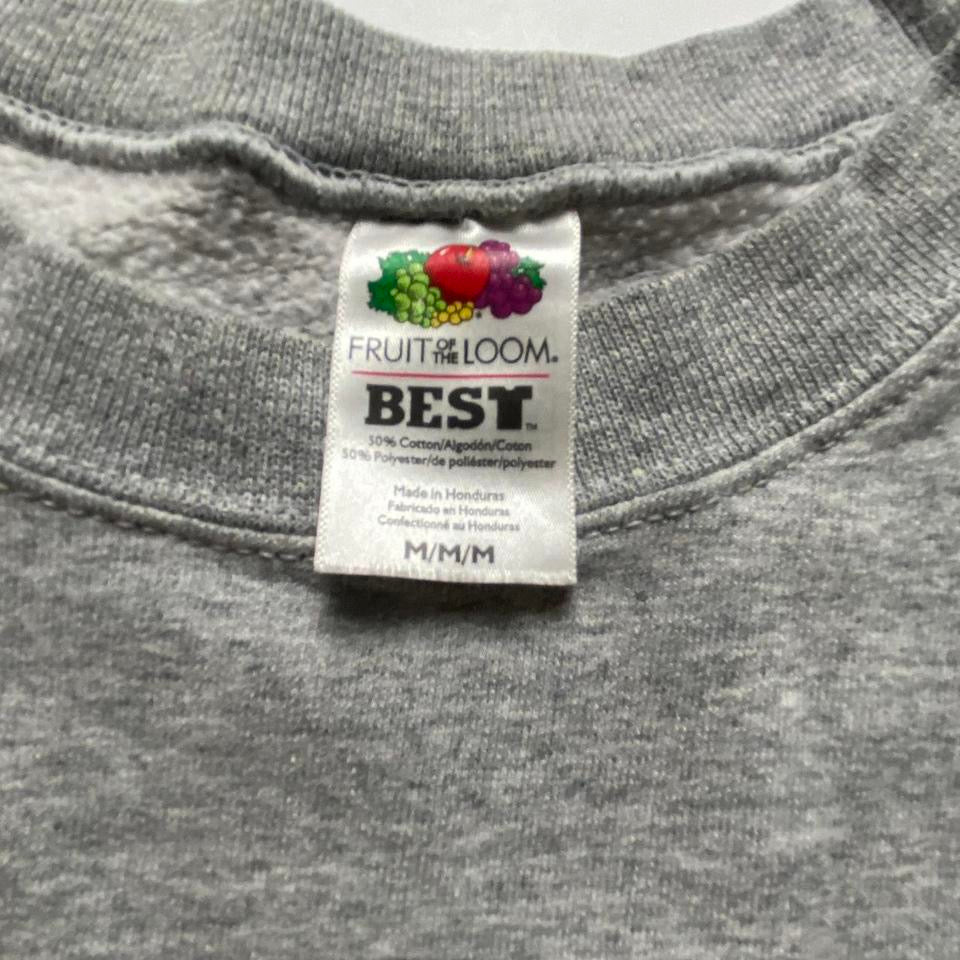 FRUIT OF THE LOOM®
BEST™
50% Cotton/Algodón/Coton
50% Polyester/de poliéster/polyester
Made in Honduras
Fabricado en Honduras
Confectionné au Honduras
M/M/M